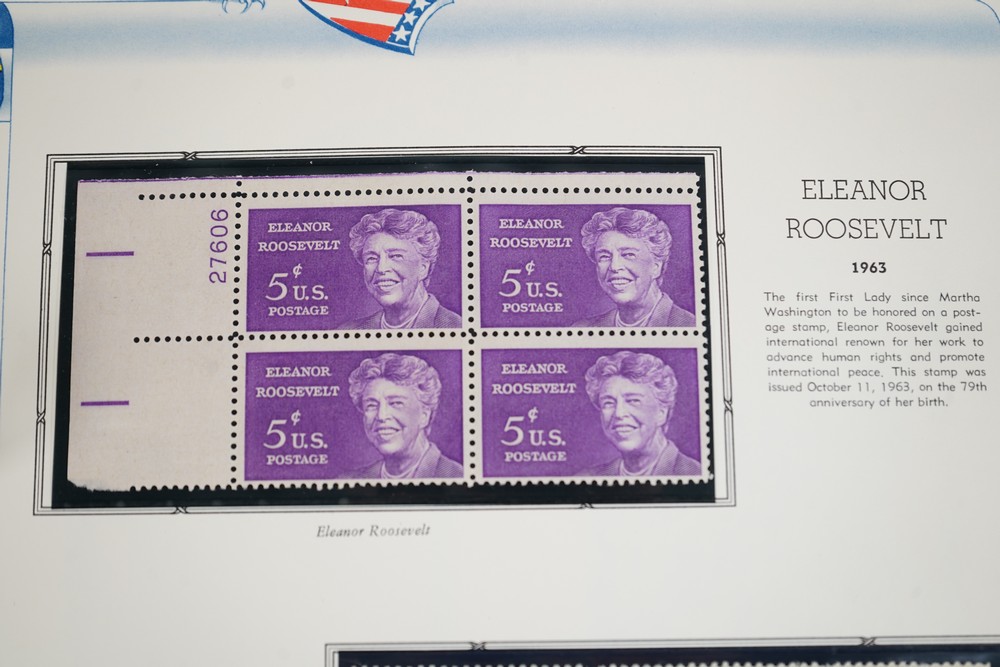 27606
ELEANOR
ROOSEVELT
5¢ U.S.
POSTAGE
ELEANOR
ROOSEVELT
5¢ U.S.
POSTAGE
ELEANOR
ROOSEVELT
5¢ U.S.
POSTAGE
ELEANOR
ROOSEVELT
5¢ U.S.
POSTAGE
Eleanor Roosevelt
ELEANOR
ROOSEVELT
1963
The first First Lady since Martha
Washington to be honored on a post-
age stamp, Eleanor Roosevelt gained
international renown for her work to
advance human rights and promote
international peace. This stamp was
issued October 11, 1963, on the 79th
anniversary of her birth.